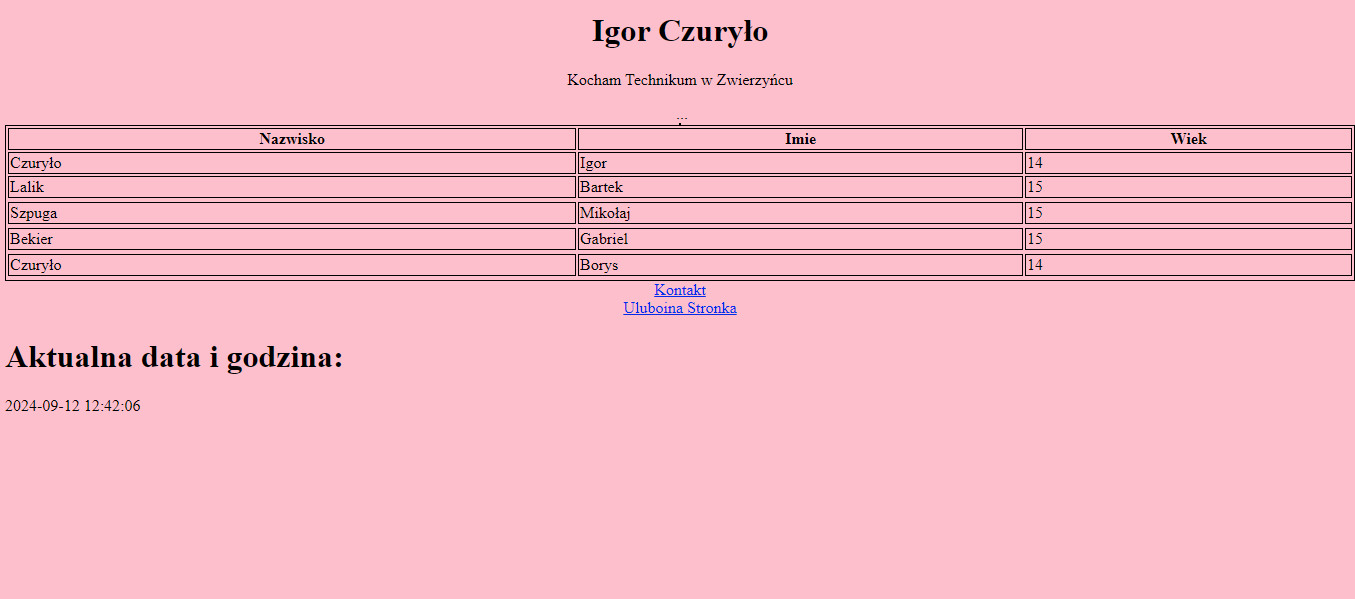 Igor Czuryło
Kocham Technikum w Zwierzyńcu
...
Nazwisko Imie Wiek
Czuryło Igor 14
Lalik Bartek 15
Szpuga Mikołaj 15
Bekier Gabriel 15
Czuryło Borys 14
Kontakt
Uluboina Stronka
Aktualna data i godzina:
2024-09-12 12:42:06